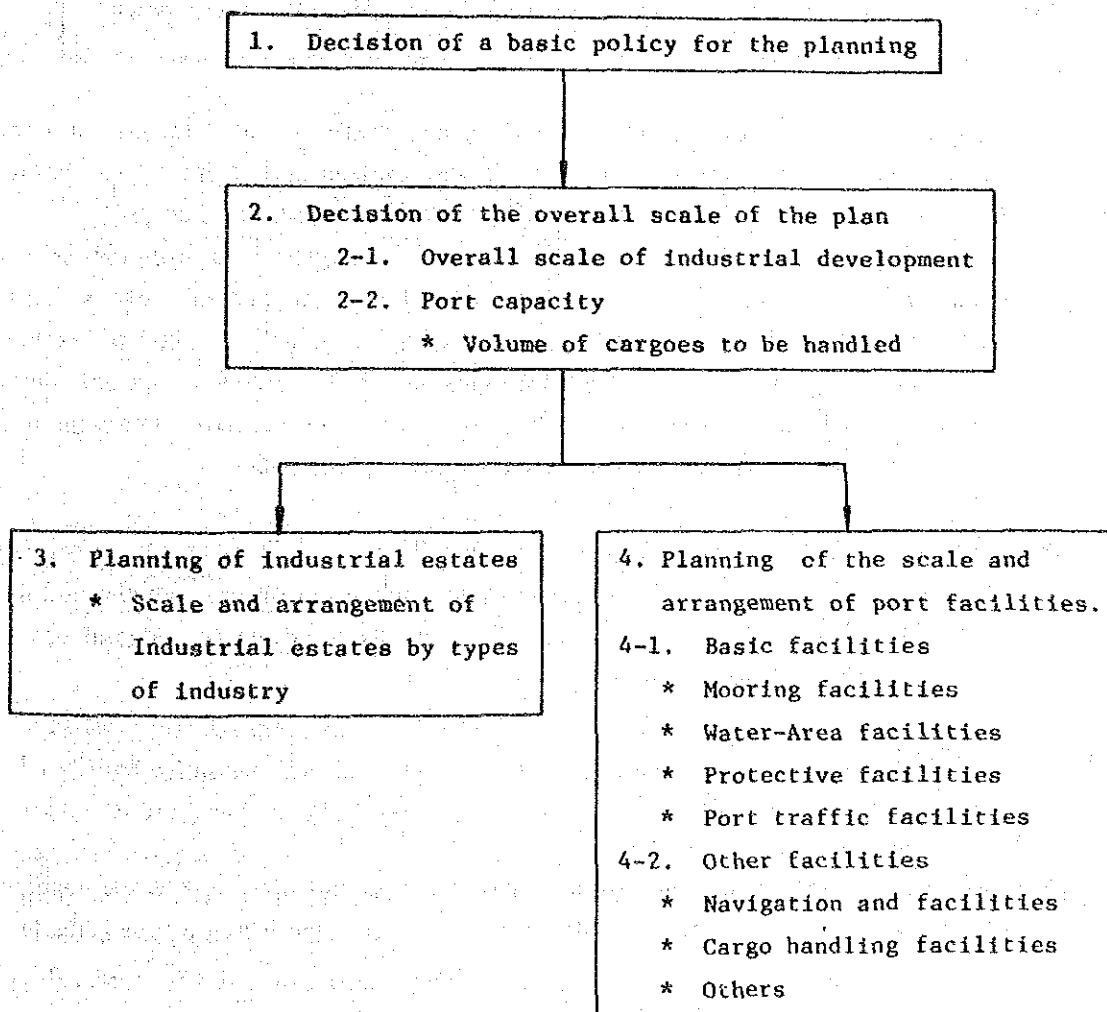 1. Decision of a basic policy for the planning
2. Decision of the overall scale of the plan
2-1. Overall scale of industrial development
2-2. Port capacity
* Volume of cargoes to be handled
3. Planning of industrial estates
* Scale and arrangement of
Industrial estates by types
of industry
4. Planning of the scale and
arrangement of port facilities.
4-1. Basic facilities
* Mooring facilities
* Water-Area facilities
* Protective facilities
* Port traffic facilities
4-2. Other facilities
* Navigation and facilities
* Cargo handling facilities
* Others